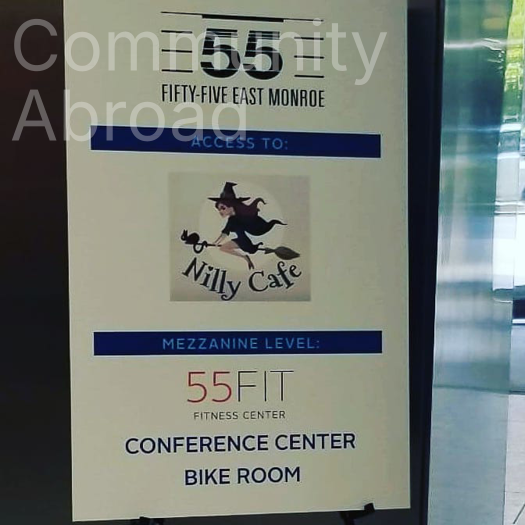 Community
Abroad
55
FIFTY-FIVE EAST MONROE
ACCESS TO:
Nilly Cafe
MEZZANINE LEVEL:
55FIT
FITNESS CENTER
CONFERENCE CENTER
BIKE ROOM